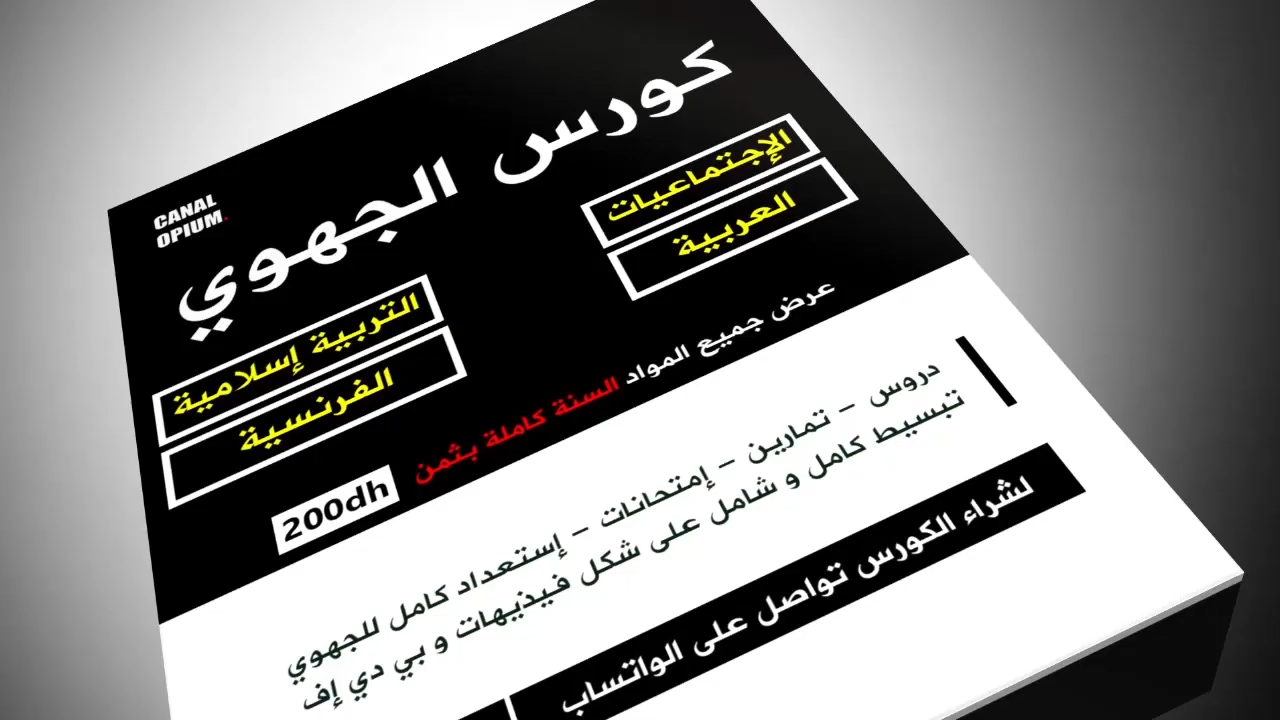 CANAL
OPIUM.
كورس الجهوي
الإجتماعيات
العربية
التربية إسلامية
الفرنسية
عرض جميع المواد السنة كاملة بثمن 200dh
دروس – تمارين – إمتحانات – إستعداد كامل للجهوي
تبسيط كامل و شامل على شكل فيذيهات و بي دي إف
لشراء الكورس تواصل على الواتساب